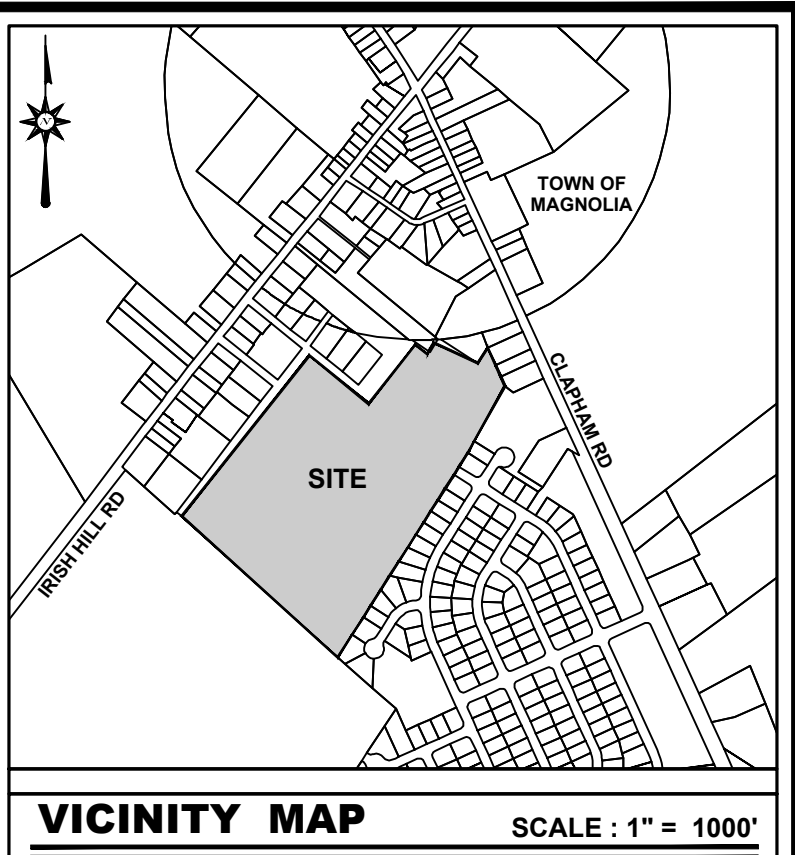 TOWN OF
MAGNOLIA
CLAPHAM RD
SITE
IRISH HILL RD
VICINITY MAP
SCALE : 1" = 1000'